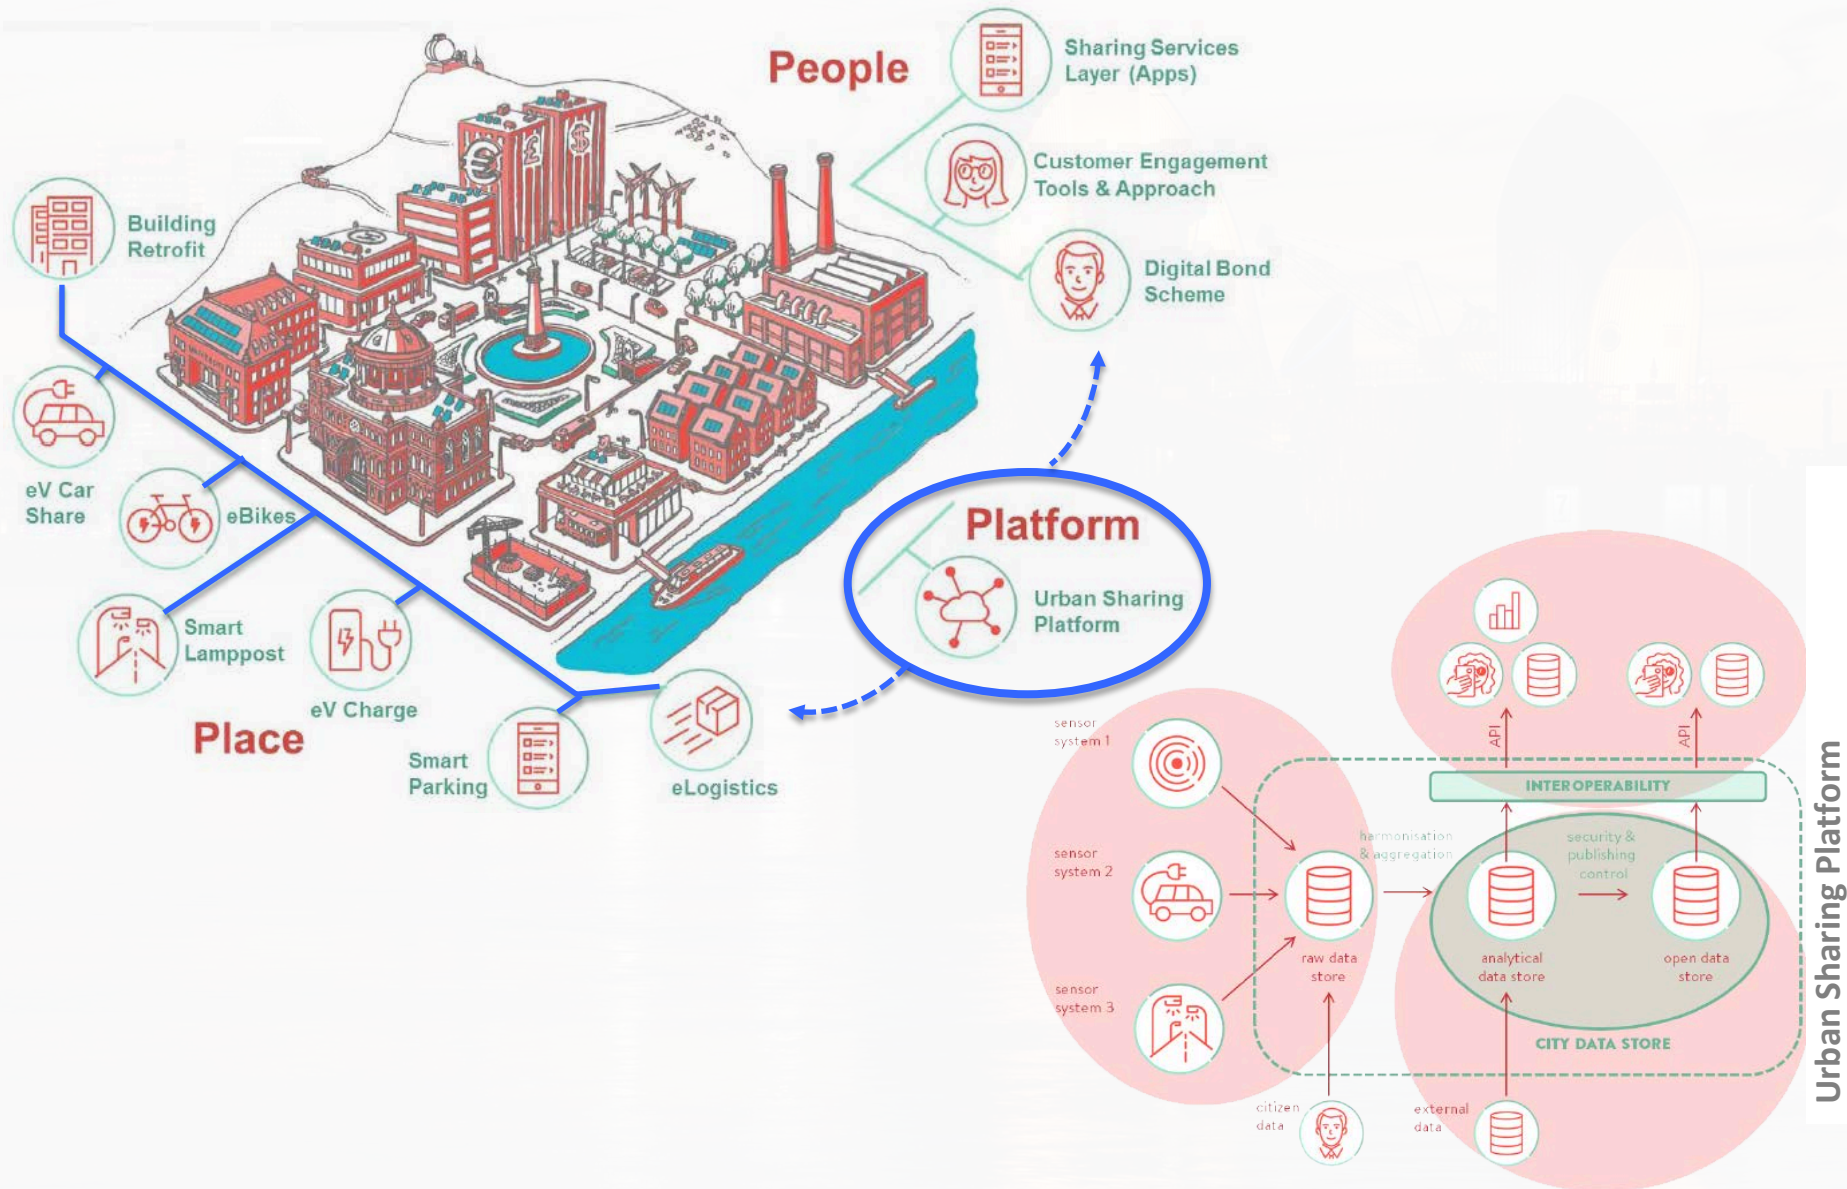 People
Sharing Services
Layer (Apps)
Customer Engagement
Tools & Approach
Digital Bond
Scheme
€
£
$
Building
Retrofit
eV Car
Share
eBikes
Smart
Lamppost
eV Charge
Place
Smart
Parking
eLogistics
Platform
Urban Sharing
Platform
sensor
system 1
sensor
system 2
sensor
system 3
API
API
INTEROPERABILITY
harmonisation
& aggregation
security &
publishing
control
raw data
store
analytical
data store
open data
store
CITY DATA STORE
citizen
data
external
data
Urban Sharing Platform